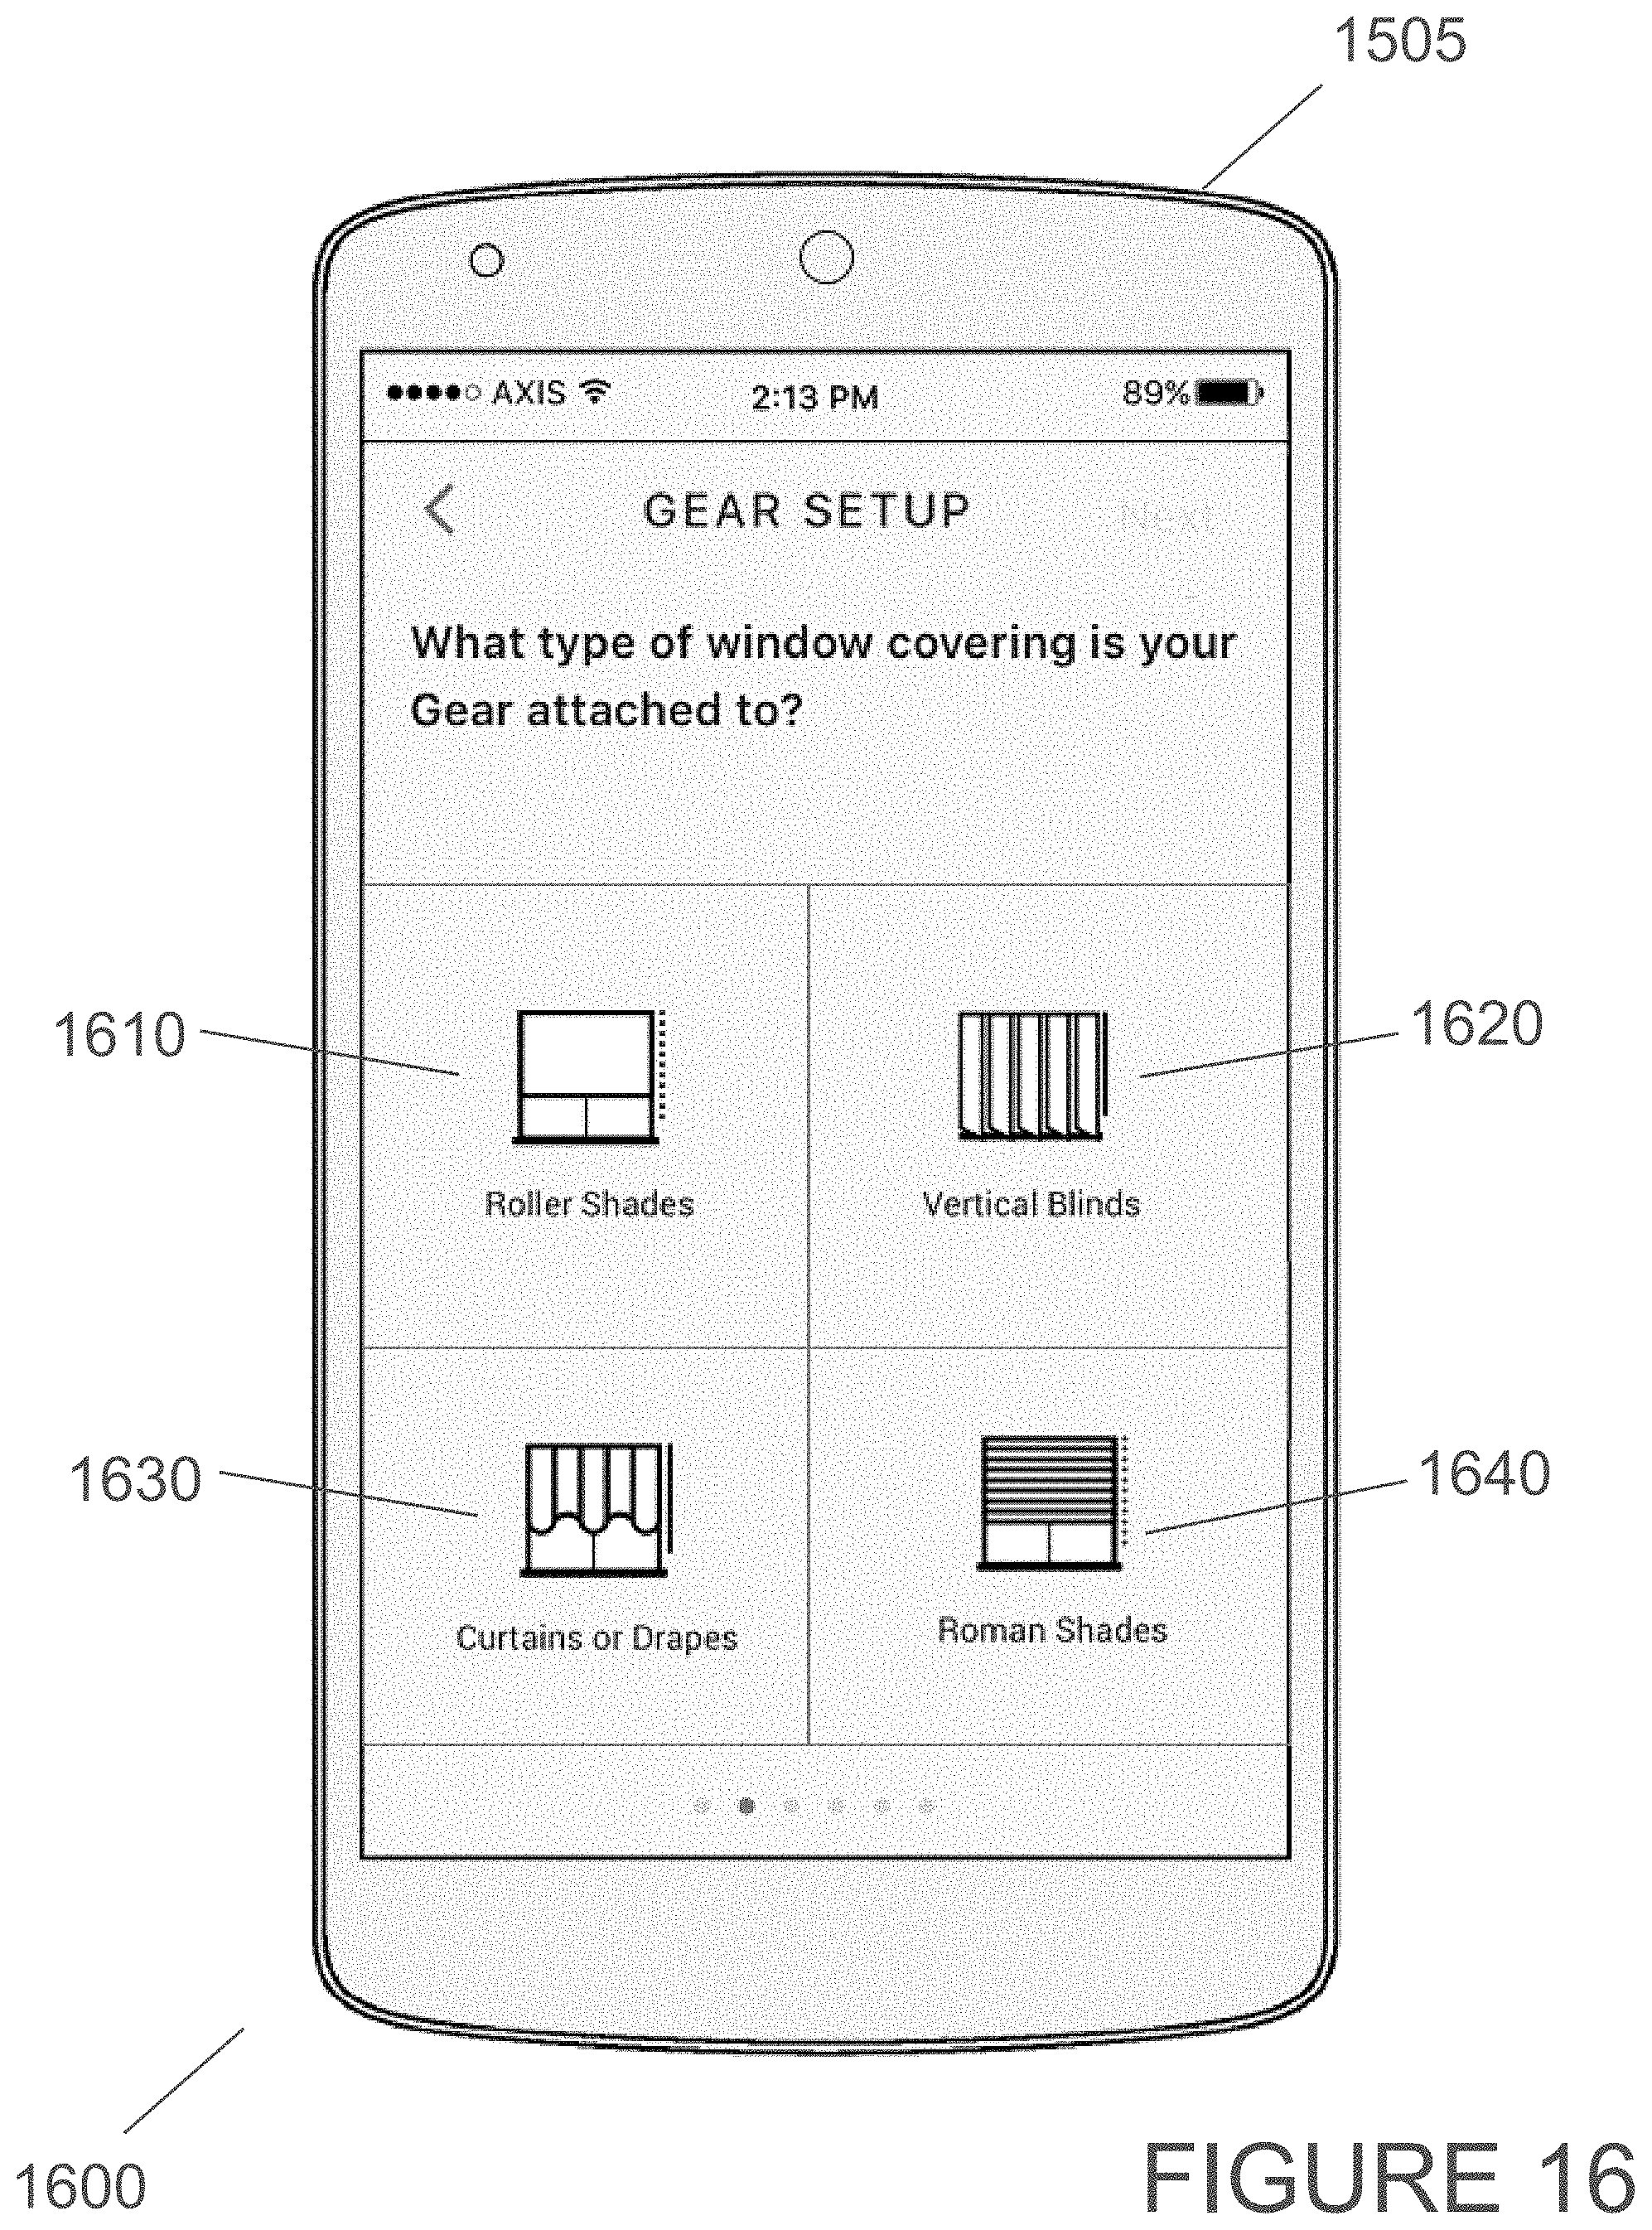 1505
AXIS 2:13 PM 89%
GEAR SETUP Next
What type of window covering is your
Gear attached to?
1610 1620
Roller Shades Vertical Blinds
1630 1640
Curtains or Drapes Roman Shades
1600
FIGURE 16